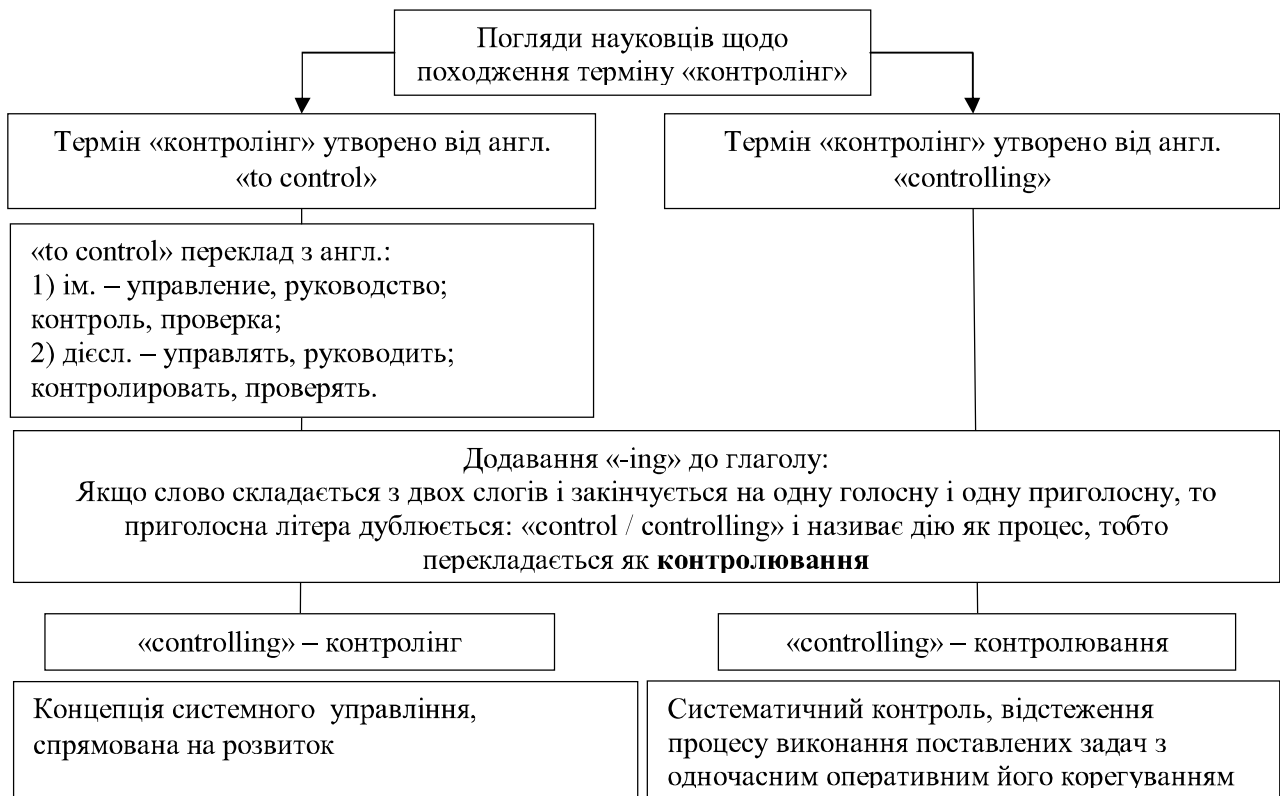 Погляди науковців щодо
походження терміну «контролінг»
Термін «контролінг» утворено від англ.
«to control»
Термін «контролінг» утворено від англ.
«controlling»
«to control» переклад з англ.:
1) ім. – управление, руководство;
контроль, проверка;
2) дієсл. – управлять, руководить;
контролировать, проверять.
Додавання «-ing» до глаголу:
Якщо слово складається з двох слогів і закінчується на одну голосну і одну приголосну, то
приголосна літера дублюється: «control / controlling» і називає дію як процес, тобто
перекладається як контролювання
«controlling» – контролінг
«controlling» – контролювання
Концепція системного управління,
спрямована на розвиток
Систематичний контроль, відстеження
процесу виконання поставлених задач з
одночасним оперативним його корегуванням